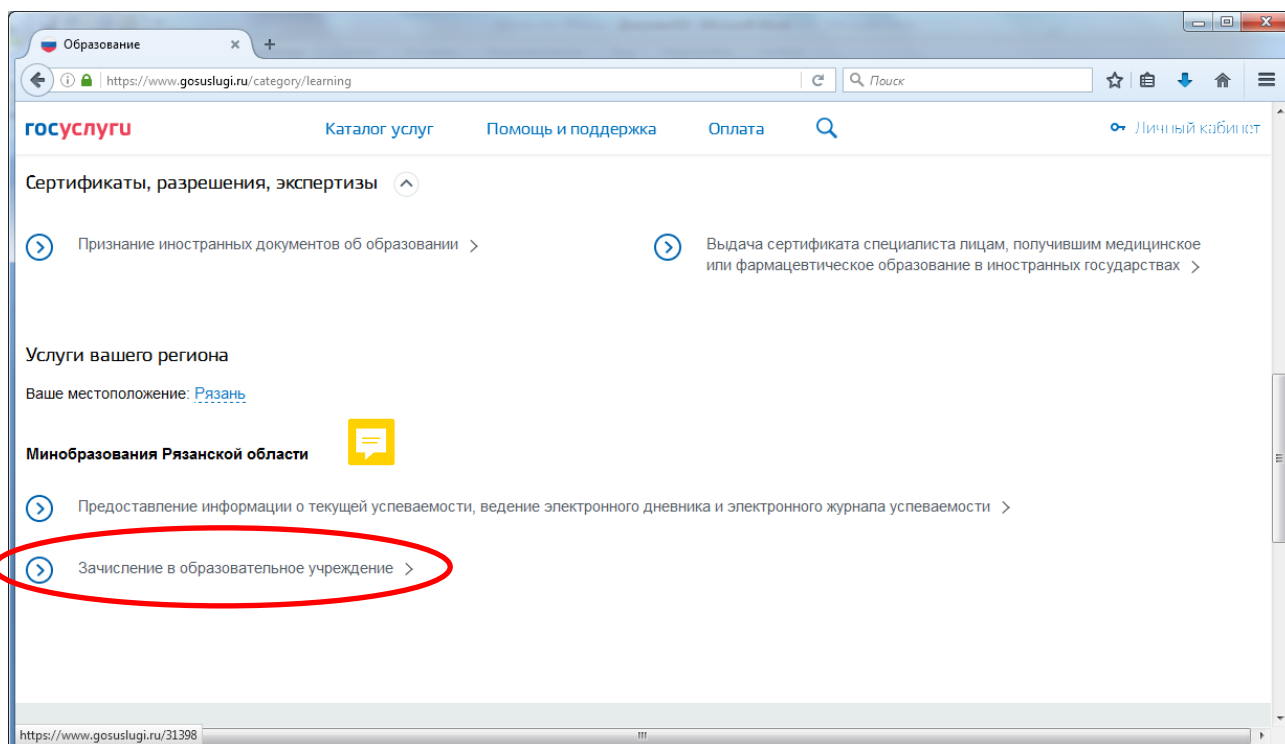 Образование
https://www.gosuslugi.ru/category/learning
Поиск
госуслуги Каталог услуг Помощь и поддержка Оплата Личный кабинет
Сертификаты, разрешения, экспертизы
Признание иностранных документов об образовании
Выдача сертификата специалиста лицам, получившим медицинское
или фармацевтическое образование в иностранных государствах
Услуги вашего региона
Ваше местоположение: Рязань
Минобразования Рязанской области
Предоставление информации о текущей успеваемости, ведение электронного дневника и электронного журнала успеваемости
Зачисление в образовательное учреждение
https://www.gosuslugi.ru/31398